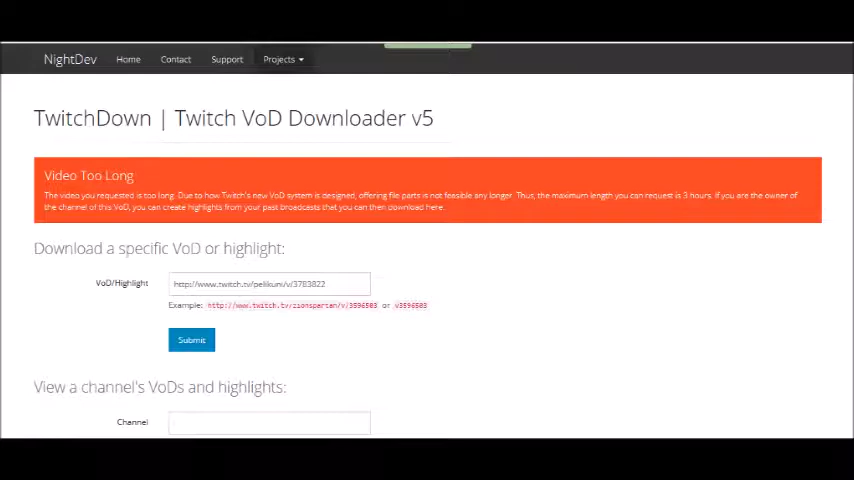 NightDev Home Contact Support Projects
TwitchDown | Twitch VoD Downloader v5
Video Too Long
The video you requested is too long. Due to how Twitch's new VoD system is designed, offering file parts is not feasible any longer. Thus, the maximum length you can request is 3 hours. If you are the owner of
the channel of this VoD, you can create highlights from your past broadcasts that you can then download here.
Download a specific VoD or highlight:
VoD/Highlight http://www.twitch.tv/pelikuni/v/3783822
Example: http://www.twitch.tv/zionspartan/v/3596503 or v3596503
Submit
View a channel's VoDs and highlights:
Channel